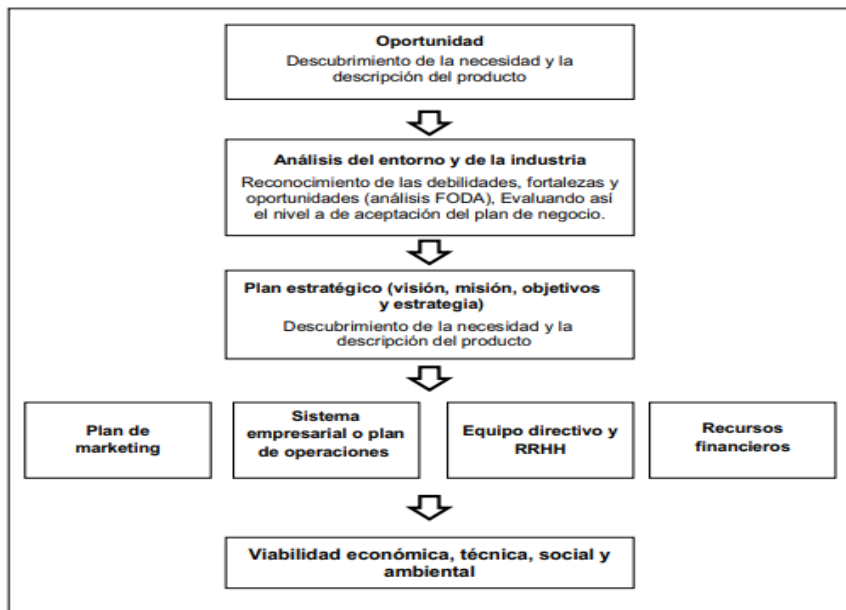 Oportunidad
Descubrimiento de la necesidad y la
descripción del producto
Análisis del entorno y de la industria
Reconocimiento de las debilidades, fortalezas y
oportunidades (análisis FODA), Evaluando así
el nivel a de aceptación del plan de negocio.
Plan estratégico (visión, misión, objetivos
y estrategia)
Descubrimiento de la necesidad y la
descripción del producto
Plan de
marketing
Sistema
empresarial o plan
de operaciones
Equipo directivo y
RRHH
Recursos
financieros
Viabilidad económica, técnica, social y
ambiental